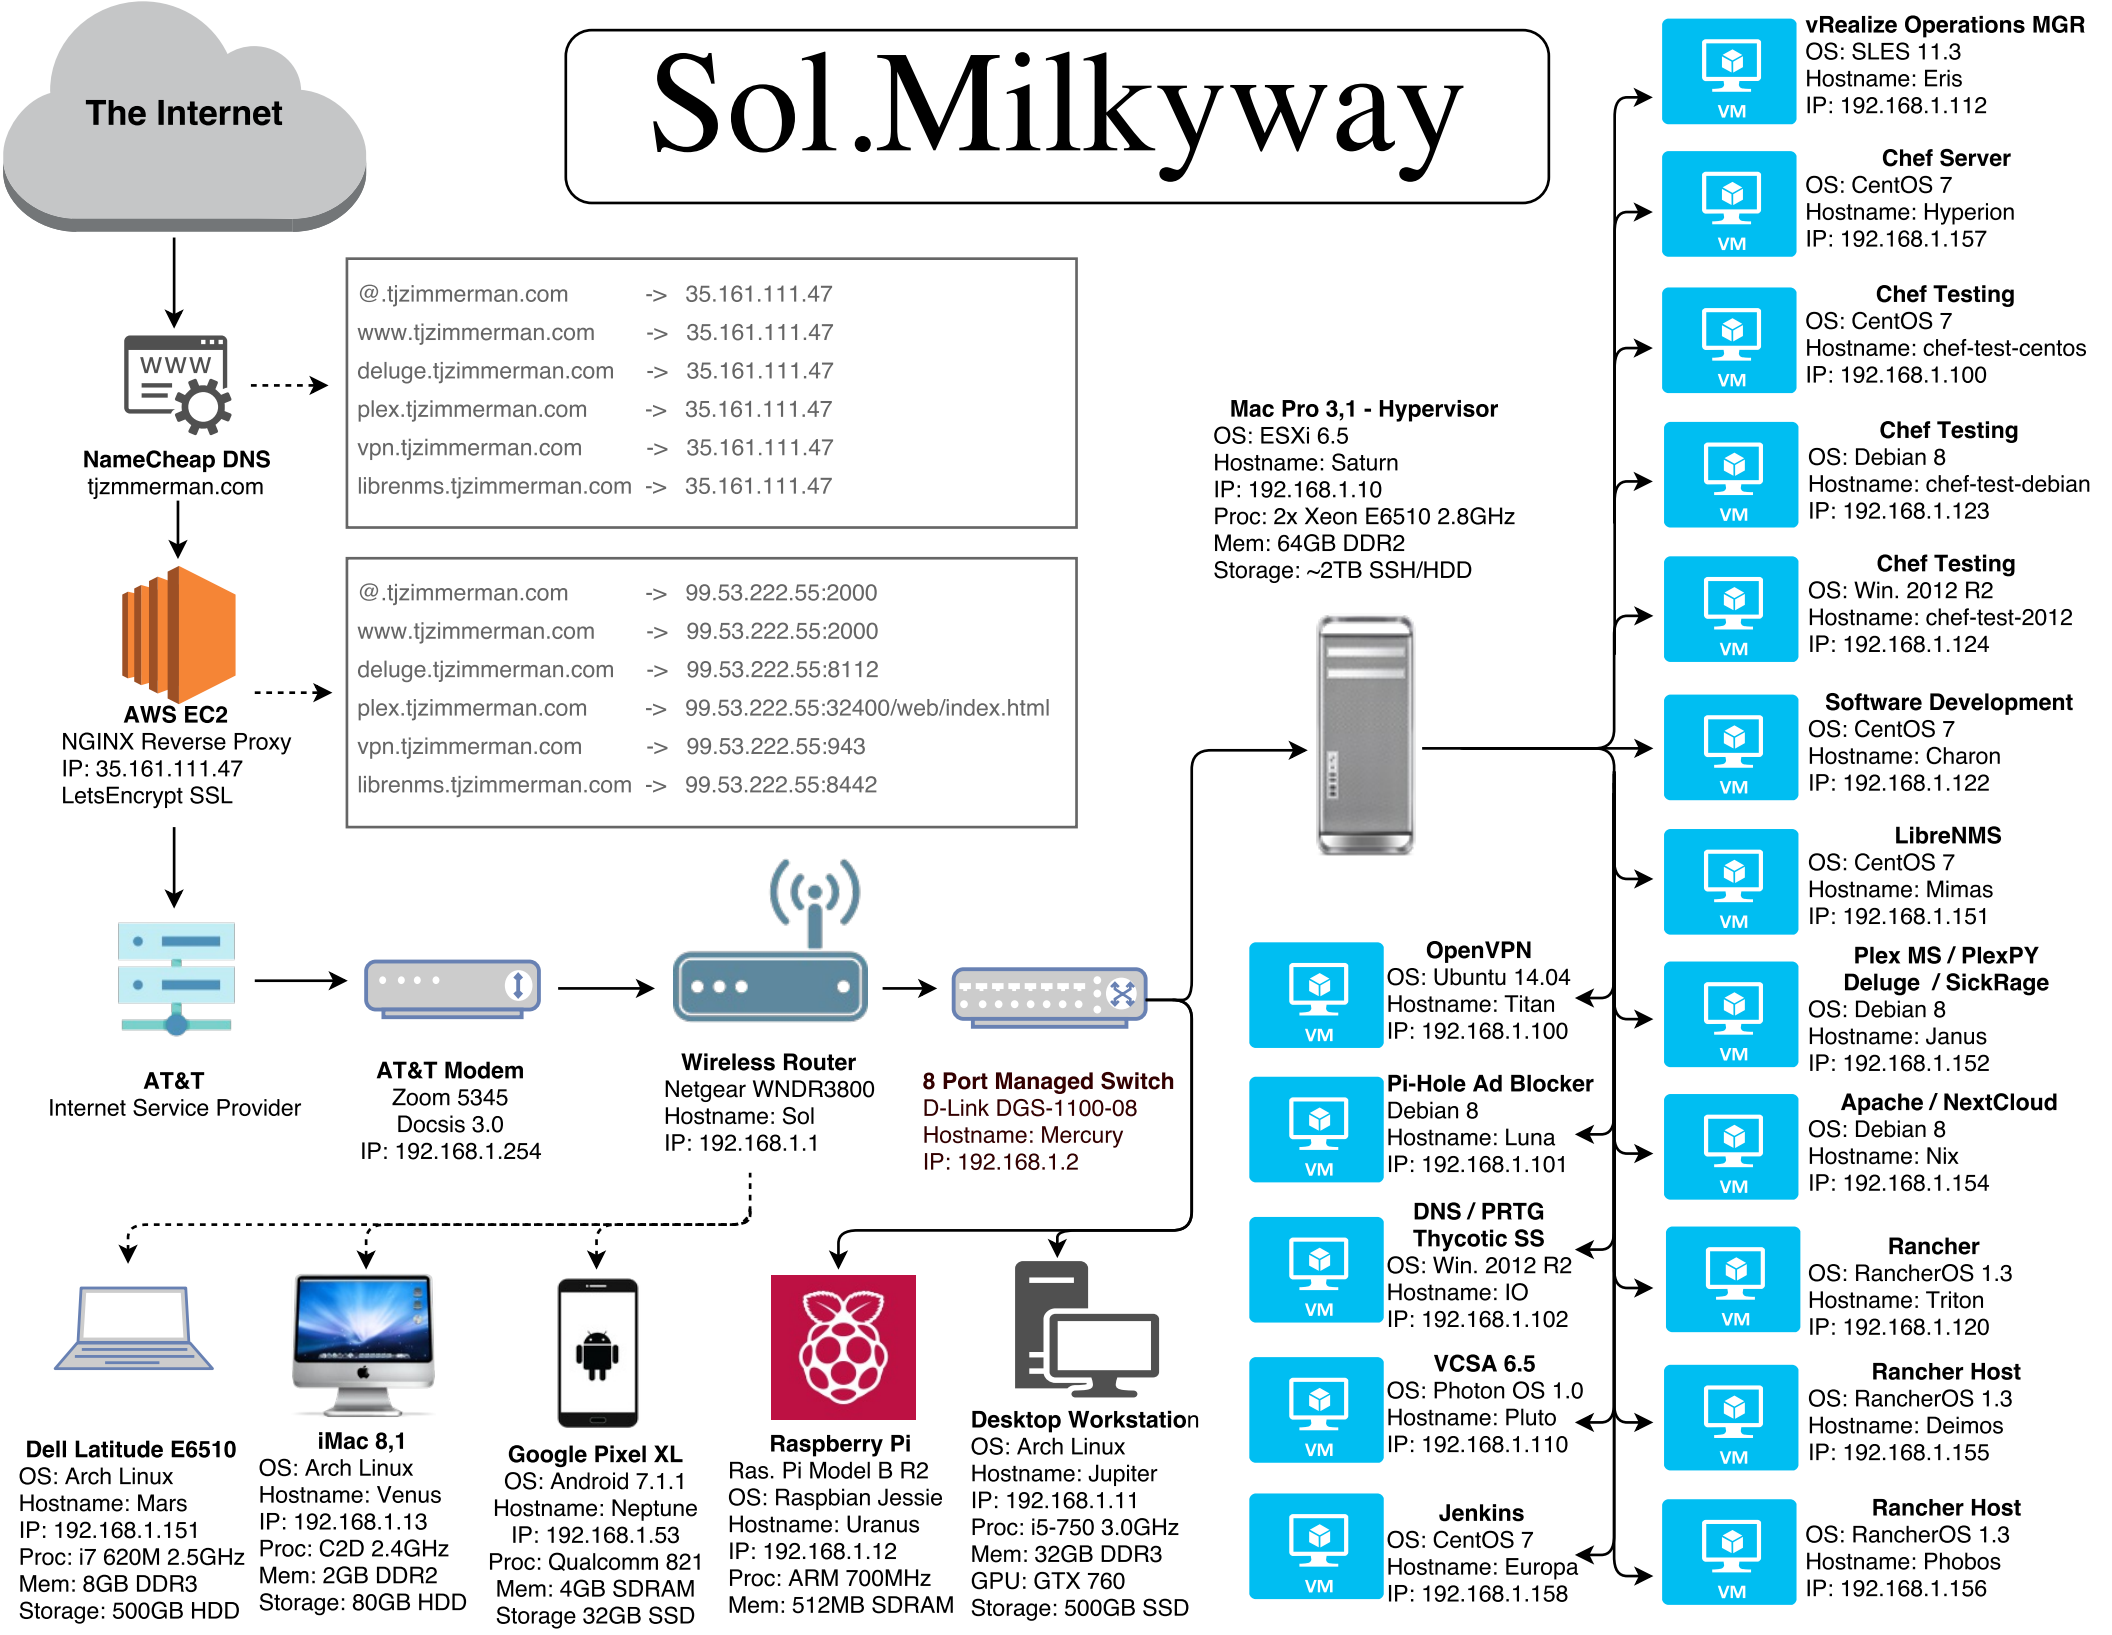 The Internet
Sol.Milkyway
WWW
NameCheap DNS
tjzmmerman.com
@.tjzimmerman.com -> 35.161.111.47
www.tjzimmerman.com -> 35.161.111.47
deluge.tjzimmerman.com -> 35.161.111.47
plex.tjzimmerman.com -> 35.161.111.47
vpn.tjzimmerman.com -> 35.161.111.47
librenms.tjzimmerman.com -> 35.161.111.47
AWS EC2
NGINX Reverse Proxy
IP: 35.161.111.47
LetsEncrypt SSL
@.tjzimmerman.com -> 99.53.222.55:2000
www.tjzimmerman.com -> 99.53.222.55:2000
deluge.tjzimmerman.com -> 99.53.222.55:8112
plex.tjzimmerman.com -> 99.53.222.55:32400/web/index.html
vpn.tjzimmerman.com -> 99.53.222.55:943
librenms.tjzimmerman.com -> 99.53.222.55:8442
AT&T
Internet Service Provider
AT&T Modem
Zoom 5345
Docsis 3.0
IP: 192.168.1.254
Wireless Router
Netgear WNDR3800
Hostname: Sol
IP: 192.168.1.1
8 Port Managed Switch
D-Link DGS-1100-08
Hostname: Mercury
IP: 192.168.1.2
Dell Latitude E6510
OS: Arch Linux
Hostname: Mars
IP: 192.168.1.151
Proc: i7 620M 2.5GHz
Mem: 8GB DDR3
Storage: 500GB HDD
iMac 8,1
OS: Arch Linux
Hostname: Venus
IP: 192.168.1.13
Proc: C2D 2.4GHz
Mem: 2GB DDR2
Storage: 80GB HDD
Google Pixel XL
OS: Android 7.1.1
Hostname: Neptune
IP: 192.168.1.53
Proc: Qualcomm 821
Mem: 4GB SDRAM
Storage 32GB SSD
Raspberry Pi
Ras. Pi Model B R2
OS: Raspbian Jessie
Hostname: Uranus
IP: 192.168.1.12
Proc: ARM 700MHz
Mem: 512MB SDRAM
Desktop Workstation
OS: Arch Linux
Hostname: Jupiter
IP: 192.168.1.11
Proc: i5-750 3.0GHz
Mem: 32GB DDR3
GPU: GTX 760
Storage: 500GB SSD
Mac Pro 3,1 - Hypervisor
OS: ESXi 6.5
Hostname: Saturn
IP: 192.168.1.10
Proc: 2x Xeon E6510 2.8GHz
Mem: 64GB DDR2
Storage: ~2TB SSH/HDD
VM
OpenVPN
OS: Ubuntu 14.04
Hostname: Titan
IP: 192.168.1.100
VM
Pi-Hole Ad Blocker
Debian 8
Hostname: Luna
IP: 192.168.1.101
VM
DNS / PRTG
Thycotic SS
OS: Win. 2012 R2
Hostname: IO
IP: 192.168.1.102
VM
VCSA 6.5
OS: Photon OS 1.0
Hostname: Pluto
IP: 192.168.1.110
VM
Jenkins
OS: CentOS 7
Hostname: Europa
IP: 192.168.1.158
VM
vRealize Operations MGR
OS: SLES 11.3
Hostname: Eris
IP: 192.168.1.112
VM
Chef Server
OS: CentOS 7
Hostname: Hyperion
IP: 192.168.1.157
VM
Chef Testing
OS: CentOS 7
Hostname: chef-test-centos
IP: 192.168.1.100
VM
Chef Testing
OS: Debian 8
Hostname: chef-test-debian
IP: 192.168.1.123
VM
Chef Testing
OS: Win. 2012 R2
Hostname: chef-test-2012
IP: 192.168.1.124
VM
Software Development
OS: CentOS 7
Hostname: Charon
IP: 192.168.1.122
VM
LibreNMS
OS: CentOS 7
Hostname: Mimas
IP: 192.168.1.151
VM
Plex MS / PlexPY
Deluge / SickRage
OS: Debian 8
Hostname: Janus
IP: 192.168.1.152
VM
Apache / NextCloud
OS: Debian 8
Hostname: Nix
IP: 192.168.1.154
VM
Rancher
OS: RancherOS 1.3
Hostname: Triton
IP: 192.168.1.120
VM
Rancher Host
OS: RancherOS 1.3
Hostname: Deimos
IP: 192.168.1.155
VM
Rancher Host
OS: RancherOS 1.3
Hostname: Phobos
IP: 192.168.1.156